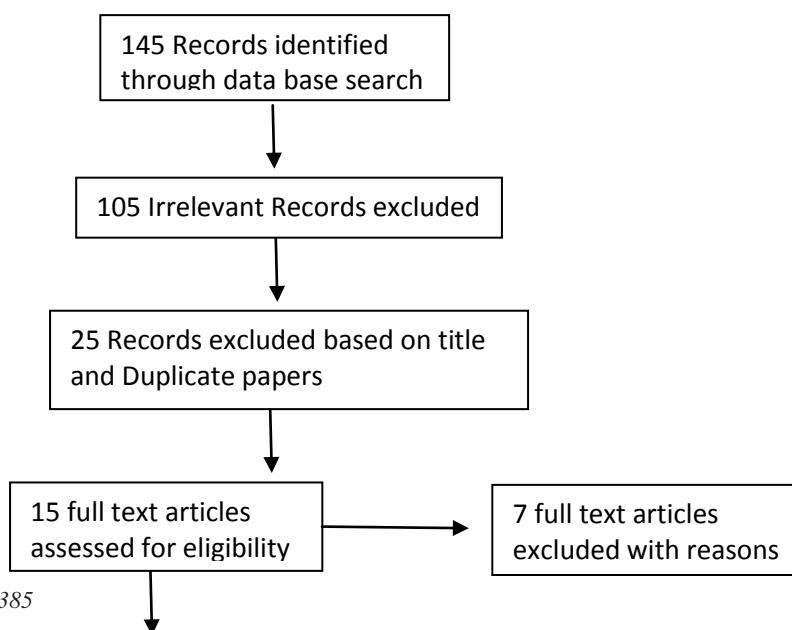 145 Records identified
through data base search
105 Irrelevant Records excluded
25 Records excluded based on title
and Duplicate papers
15 full text articles
assessed for eligibility
7 full text articles
excluded with reasons
385